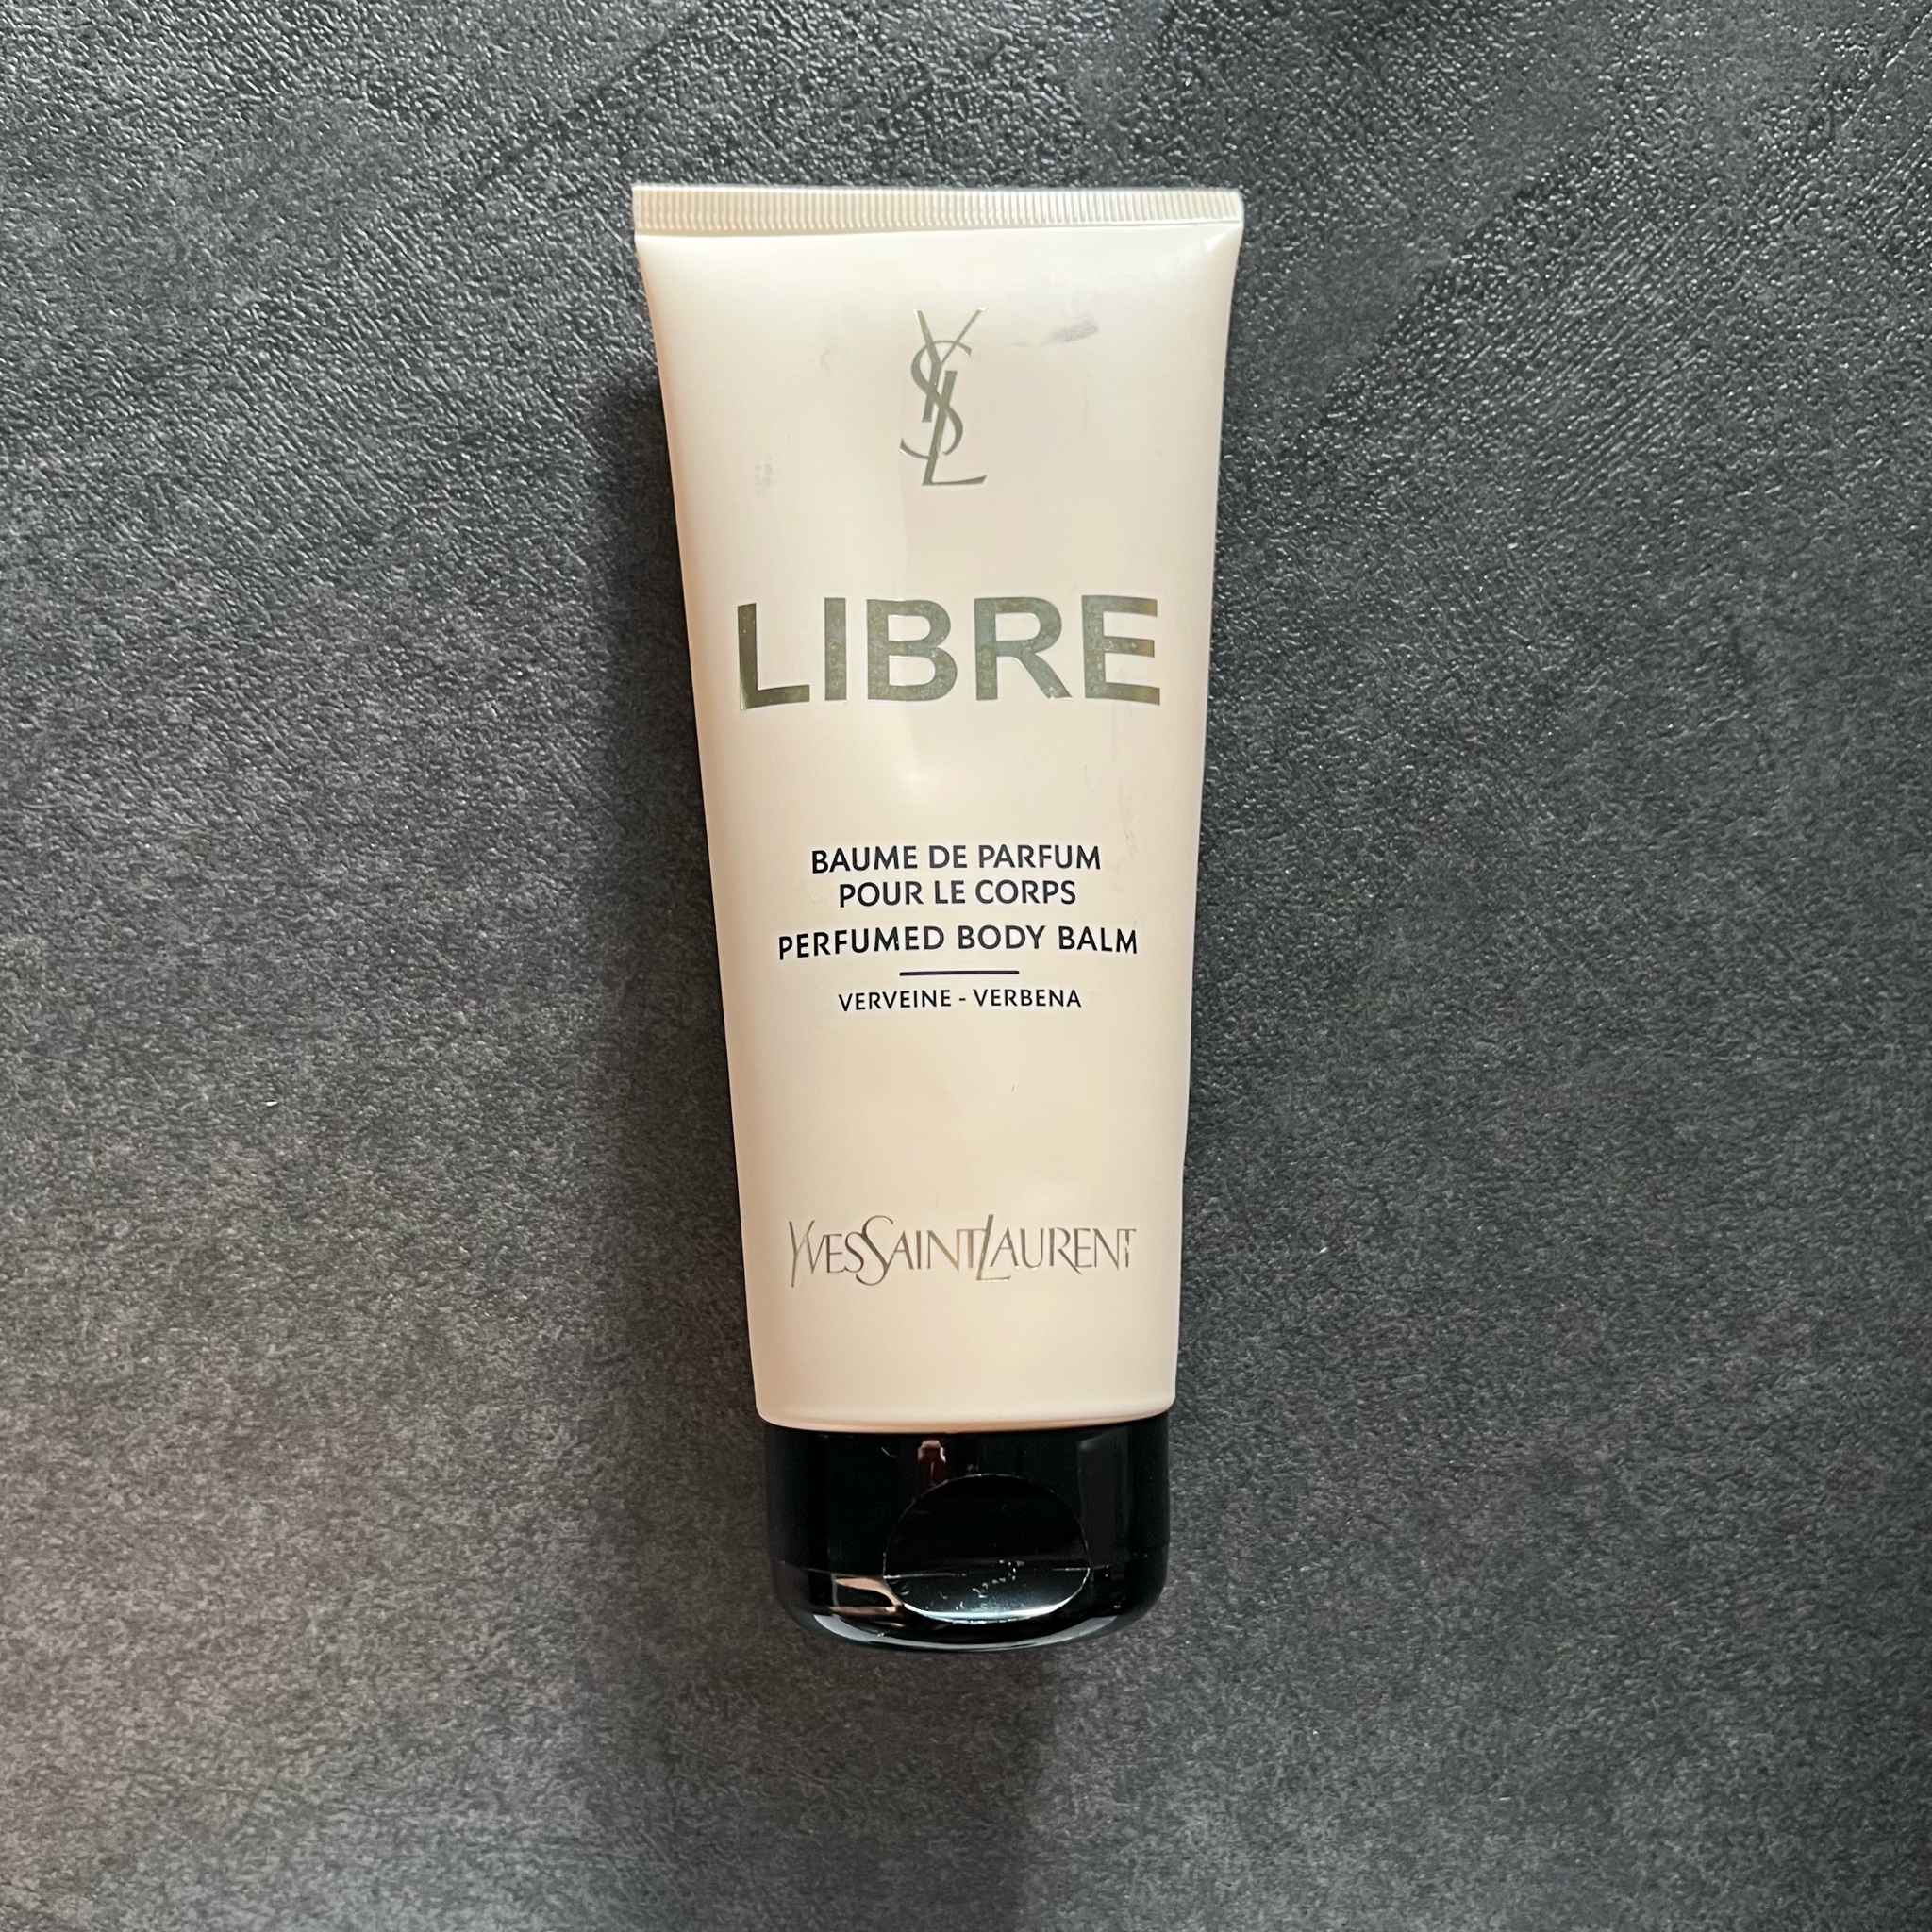 YSL
LIBRE
BAUME DE PARFUM
POUR LE CORPS
PERFUMED BODY BALM
VERVEINE - VERBENA
YVESSAINTLAURENT